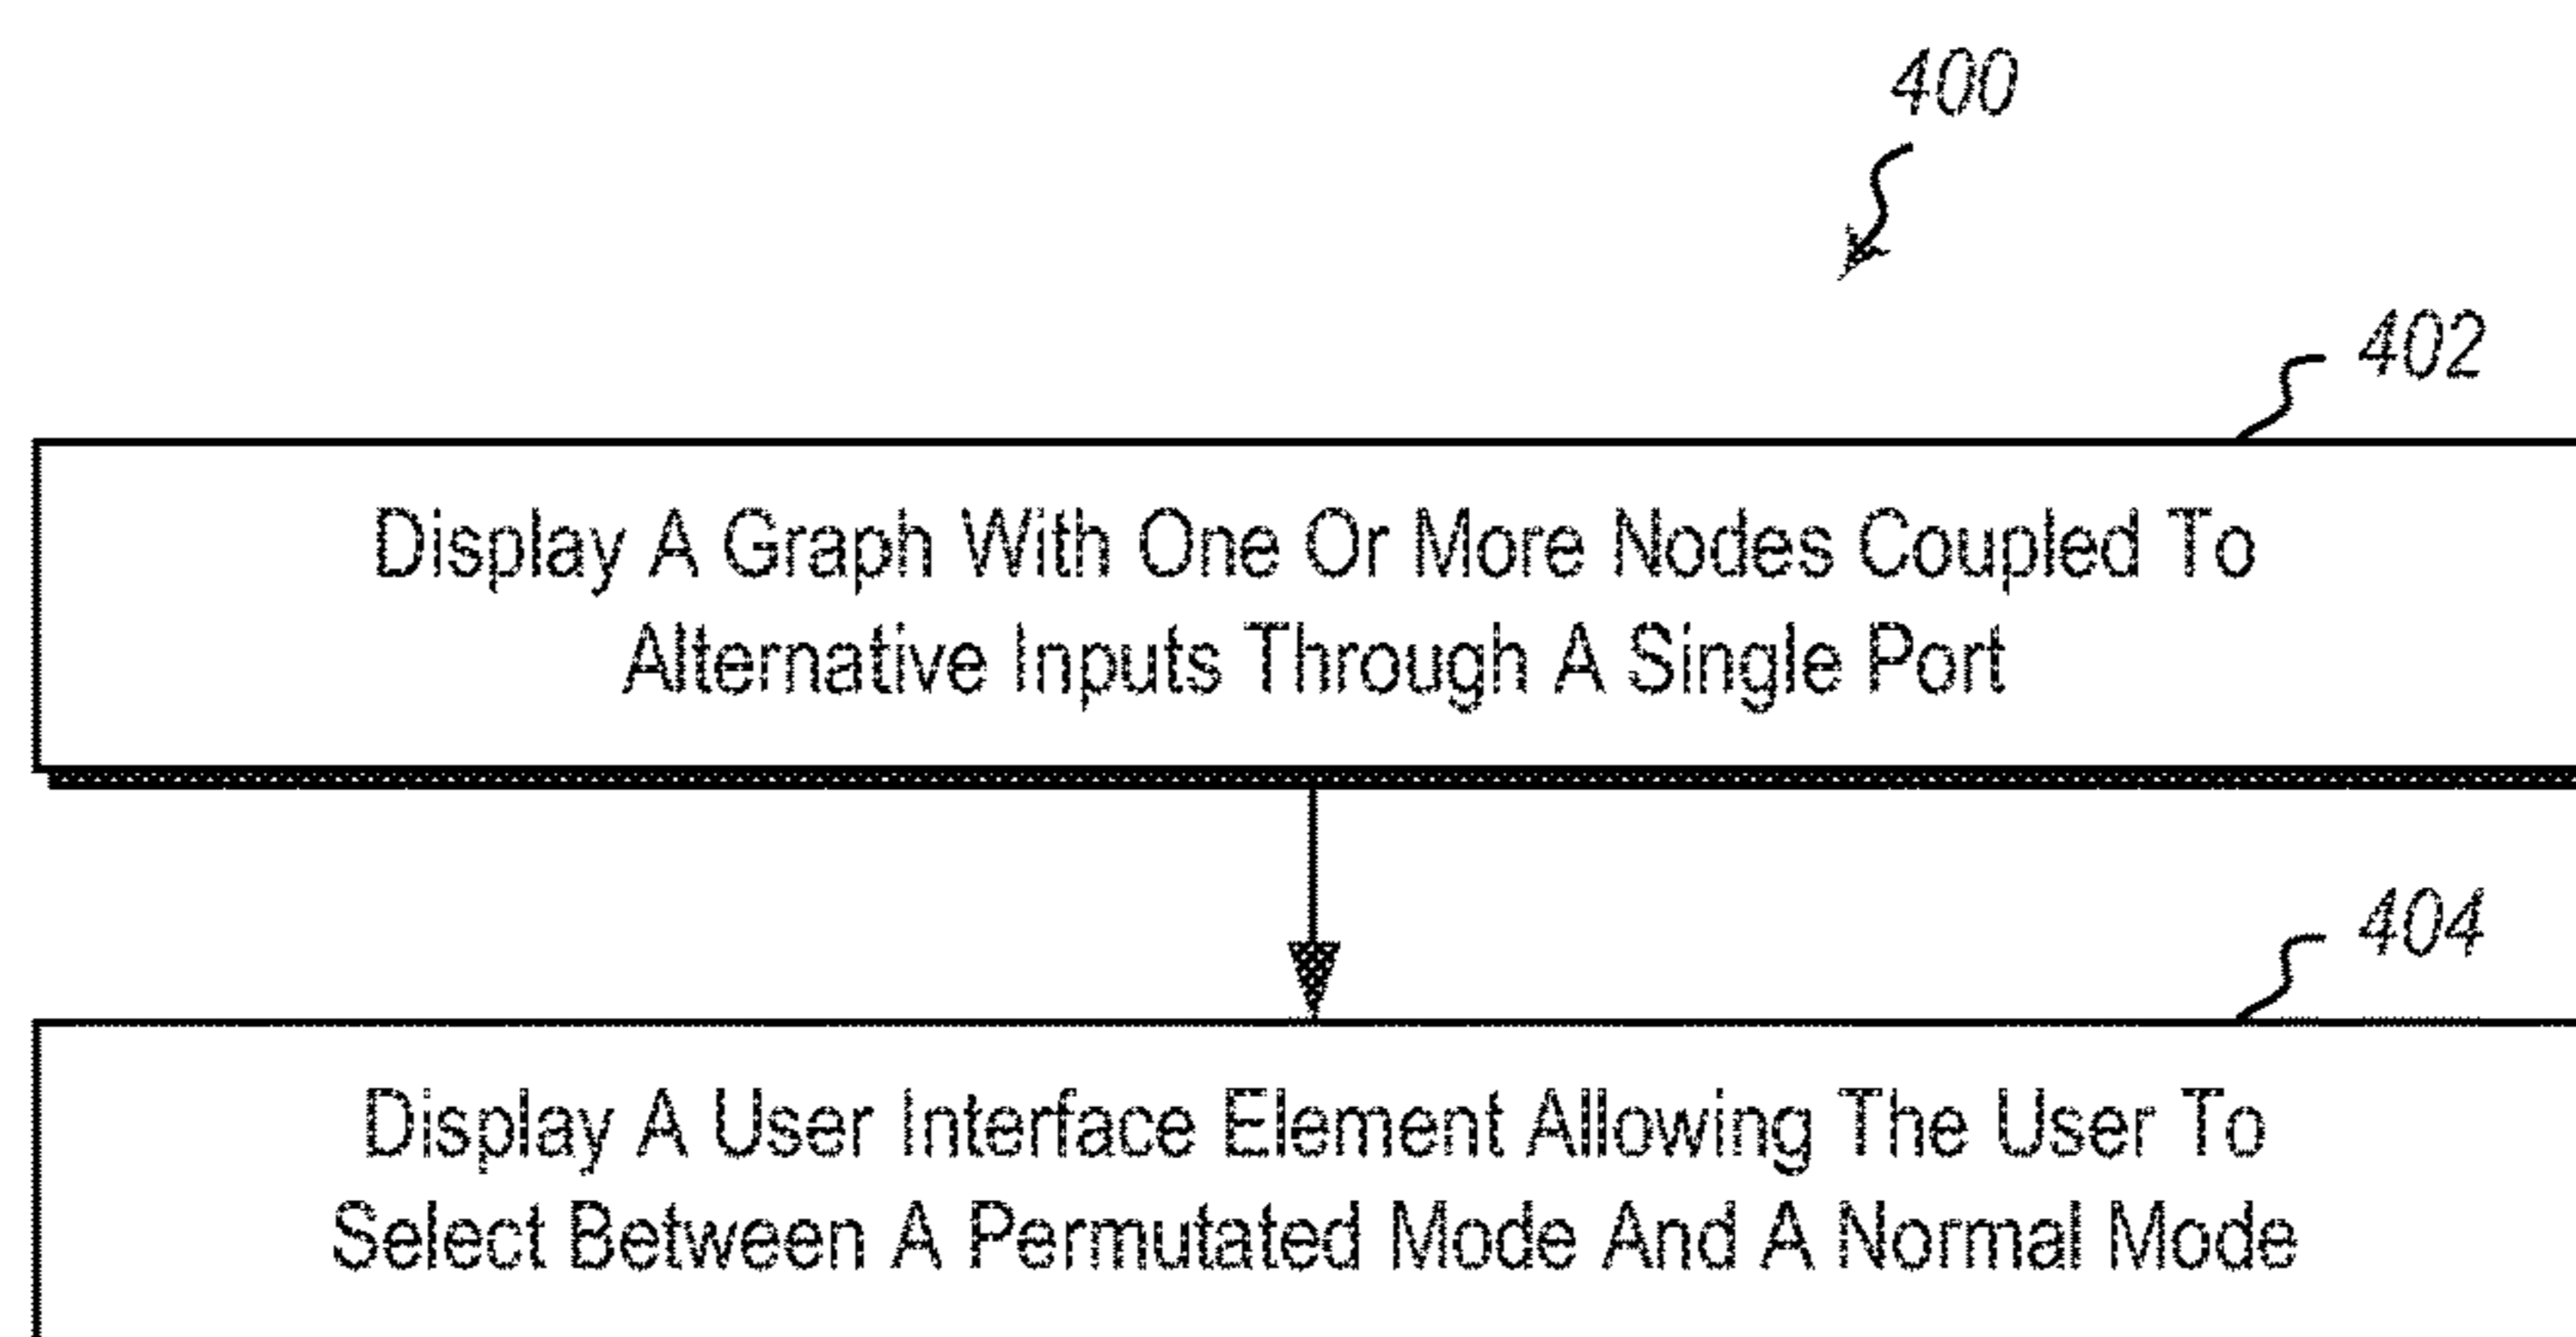 400
402
Display A Graph With One Or More Nodes Coupled To
Alternative Inputs Through A Single Port
404
Display A User Interface Element Allowing The User To
Select Between A Permutated Mode And A Normal Mode